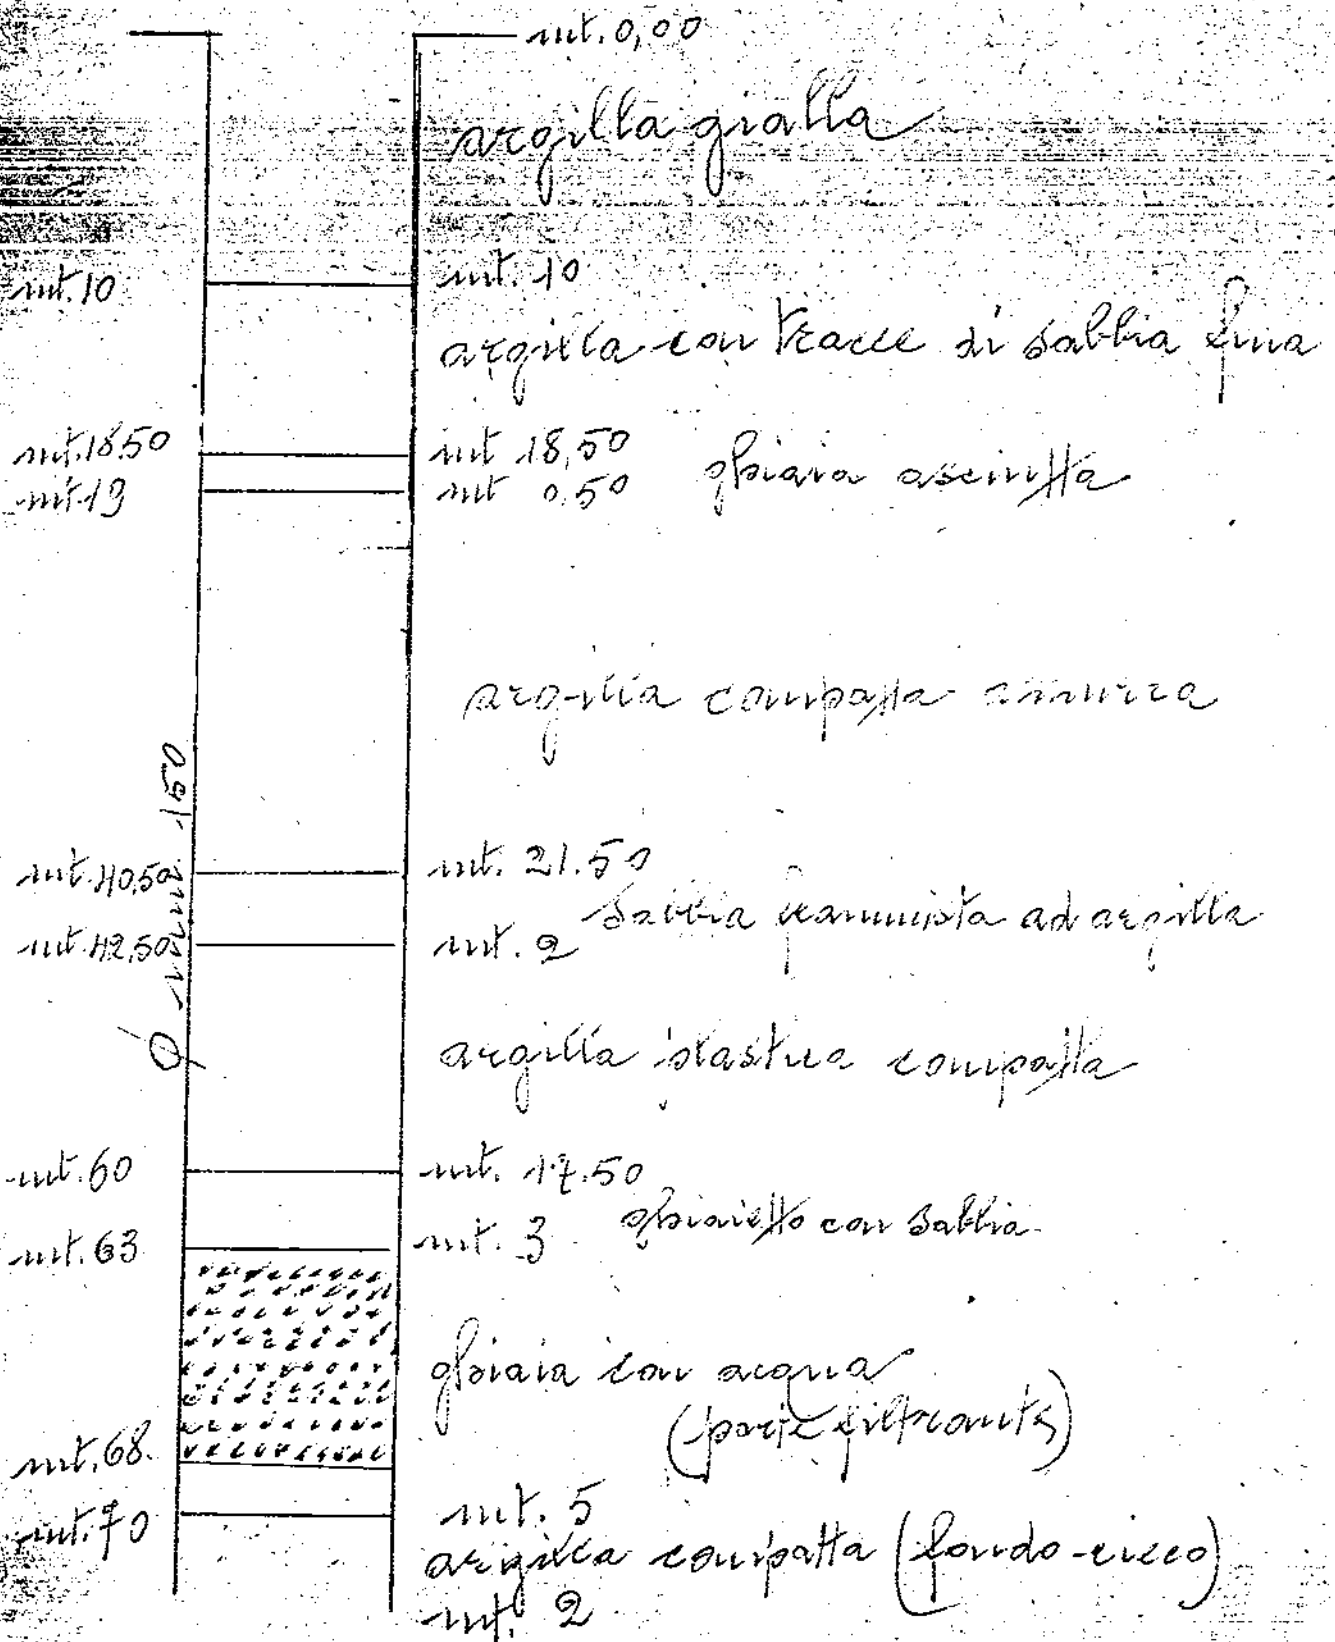 mt. 0,00
argilla gialla
mt. 10 mt. 10
argilla con tracce di sabbia fina
mt. 18,50 mt 18,50 ghiaia asciutta
mt. 19 mt 0,50
argilla compatta azzurra
mt. 40,50 mt. 21.50
sabbia frammista ad argilla
mt. 42,50 mt. 2
Ø 160
argilla plastica compatta
mt. 60 mt. 17.50
ghiaietto con sabbia
mt. 63 mt. 3
ghiaia con acqua
(parte filtrante)
mt. 68
mt. 70 mt. 5
argilla compatta (fondo-cieco)
mt. 2